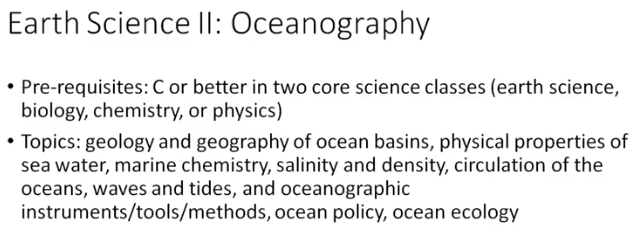 Earth Science II: Oceanography
• Pre-requisites: C or better in two core science classes (earth science,
biology, chemistry, or physics)
• Topics: geology and geography of ocean basins, physical properties of
sea water, marine chemistry, salinity and density, circulation of the
oceans, waves and tides, and oceanographic
instruments/tools/methods, ocean policy, ocean ecology